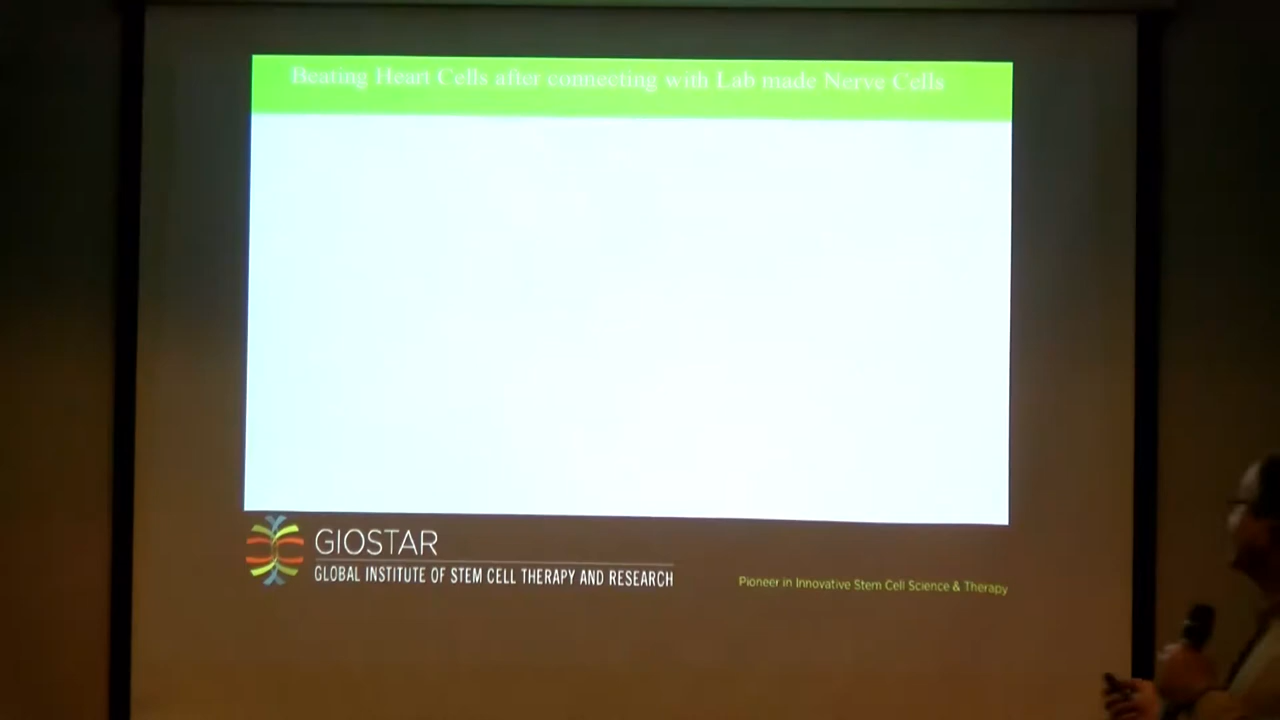 Beating Heart Cells after connecting with Lab made Nerve Cells
GIOSTAR
GLOBAL INSTITUTE OF STEM CELL THERAPY AND RESEARCH
Pioneer in Innovative Stem Cell Science & Therapy